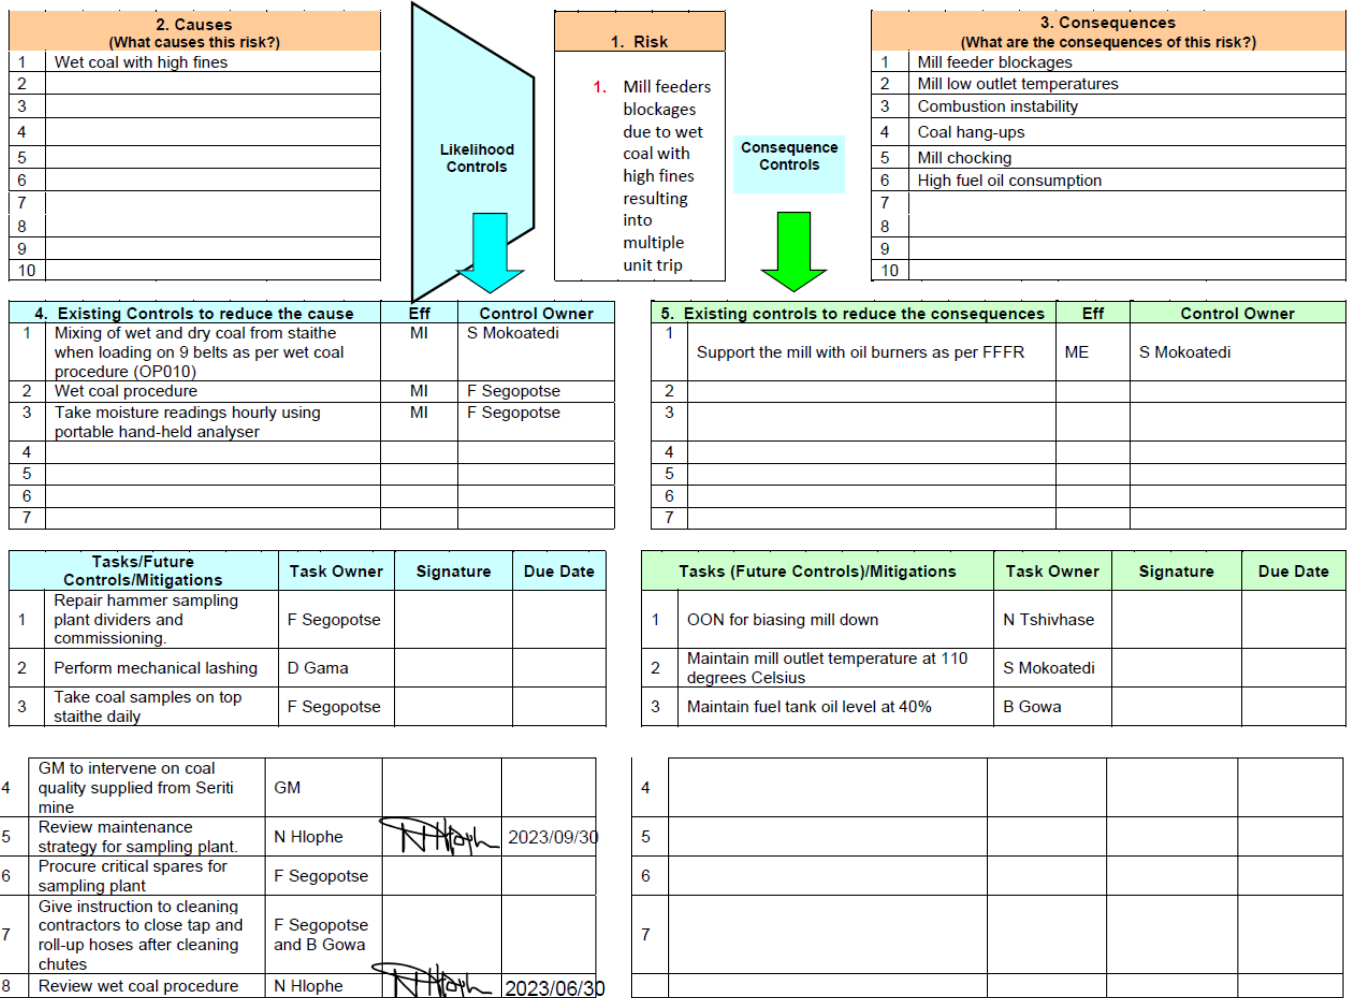 2. Causes
(What causes this risk?)
1 Wet coal with high fines
2
3
4
5
6
7
8
9
10
Likelihood
Controls
1. Risk
1. Mill feeders
blockages
due to wet
coal with
high fines
resulting
into
multiple
unit trip
Consequence
Controls
3. Consequences
(What are the consequences of this risk?)
1 Mill feeder blockages
2 Mill low outlet temperatures
3 Combustion instability
4 Coal hang-ups
5 Mill chocking
6 High fuel oil consumption
7
8
9
10
4. Existing Controls to reduce the cause Eff Control Owner
1 Mixing of wet and dry coal from staithe MI S Mokoatedi
when loading on 9 belts as per wet coal
procedure (OP010)
2 Wet coal procedure MI F Segopotse
3 Take moisture readings hourly using MI F Segopotse
portable hand-held analyser
4
5
6
7
5. Existing controls to reduce the consequences Eff Control Owner
1
Support the mill with oil burners as per FFFR ME S Mokoatedi
2
3
4
5
6
7
Tasks/Future
Controls/Mitigations Task Owner Signature Due Date
Repair hammer sampling
1 plant dividers and F Segopotse
commissioning.
2 Perform mechanical lashing D Gama
3 Take coal samples on top F Segopotse
staithe daily
Tasks (Future Controls)/Mitigations Task Owner Signature Due Date
1 OON for biasing mill down N Tshivhase
2 Maintain mill outlet temperature at 110 S Mokoatedi
degrees Celsius
3 Maintain fuel tank oil level at 40% B Gowa
GM to intervene on coal
4 quality supplied from Seriti GM
mine
5 Review maintenance N Hlophe 2023/09/30
strategy for sampling plant.
6 Procure critical spares for F Segopotse
sampling plant
Give instruction to cleaning
7 contractors to close tap and F Segopotse
roll-up hoses after cleaning and B Gowa
chutes
8 Review wet coal procedure N Hlophe 2023/06/30
4
5
6
7